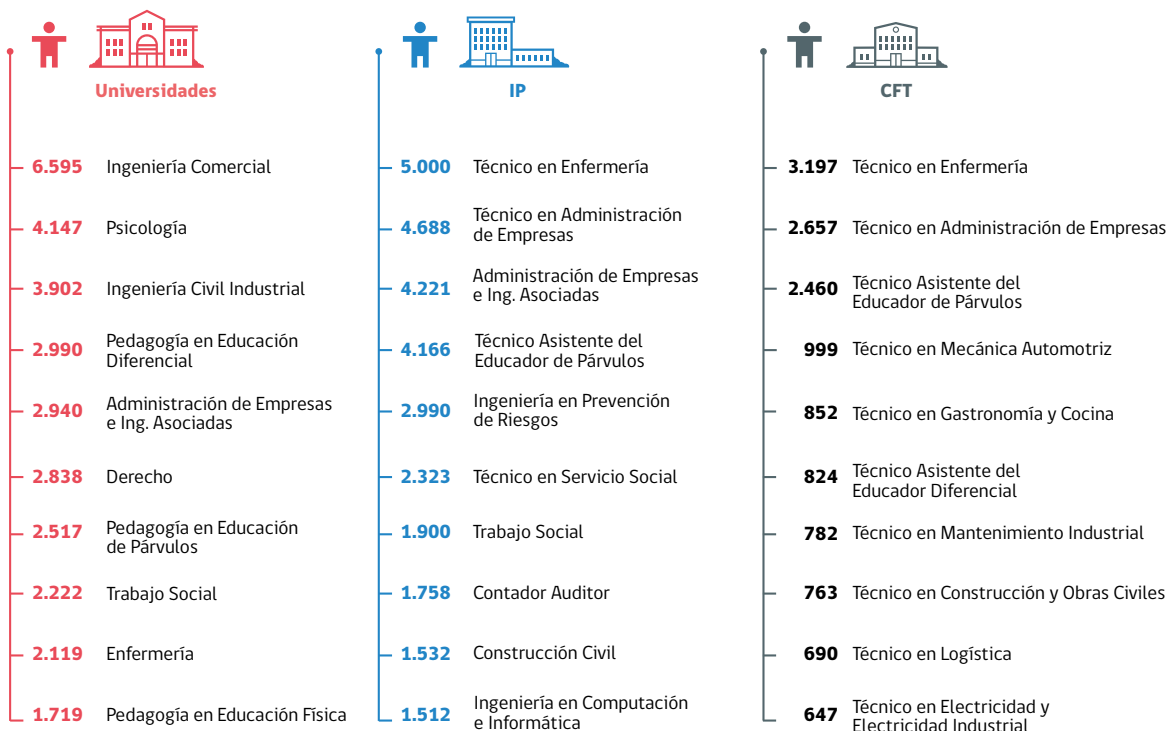 Universidades
6.595 Ingeniería Comercial
4.147 Psicología
3.902 Ingeniería Civil Industrial
2.990 Pedagogía en Educación
Diferencial
2.940 Administración de Empresas
e Ing. Asociadas
2.838 Derecho
2.517 Pedagogía en Educación
de Párvulos
2.222 Trabajo Social
2.119 Enfermería
1.719 Pedagogía en Educación Física
IP
5.000 Técnico en Enfermería
4.688 Técnico en Administración
de Empresas
4.221 Administración de Empresas
e Ing. Asociadas
4.166 Técnico Asistente del
Educador de Párvulos
2.990 Ingeniería en Prevención
de Riesgos
2.323 Técnico en Servicio Social
1.900 Trabajo Social
1.758 Contador Auditor
1.532 Construcción Civil
1.512 Ingeniería en Computación
e Informática
CFT
3.197 Técnico en Enfermería
2.657 Técnico en Administración de Empresas
2.460 Técnico Asistente del
Educador de Párvulos
999 Técnico en Mecánica Automotriz
852 Técnico en Gastronomía y Cocina
824 Técnico Asistente del
Educador Diferencial
782 Técnico en Mantenimiento Industrial
763 Técnico en Construcción y Obras Civiles
690 Técnico en Logística
647 Técnico en Electricidad y
Electricidad Industrial